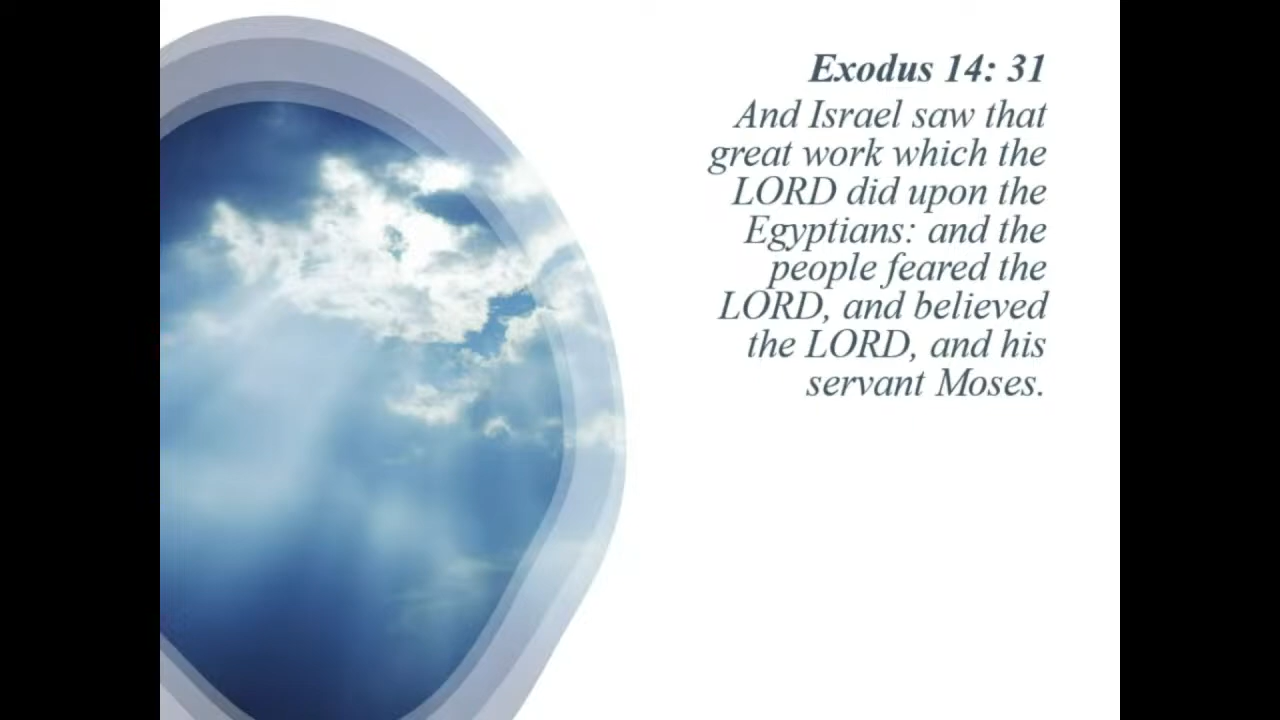 Exodus 14: 31
And Israel saw that
great work which the
LORD did upon the
Egyptians: and the
people feared the
LORD, and believed
the LORD, and his
servant Moses.